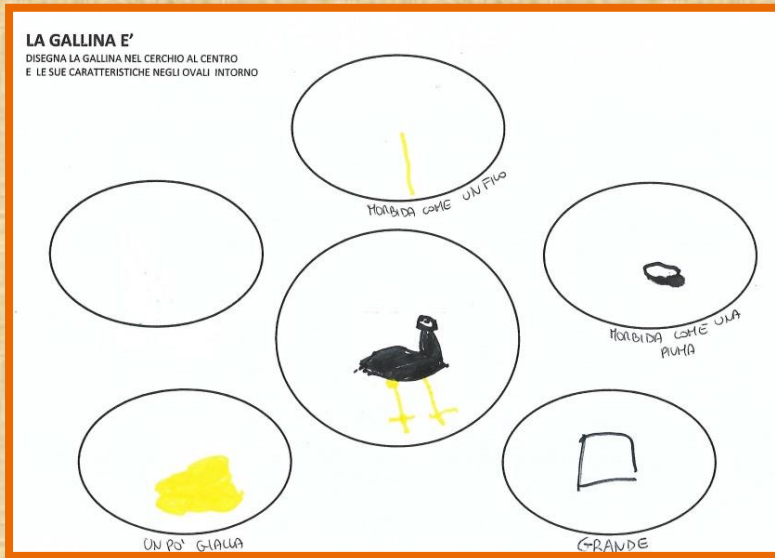 LA GALLINA E'
DISEGNA LA GALLINA NEL CERCHIO AL CENTRO
E LE SUE CARATTERISTICHE NEGLI OVALI INTORNO
MORBIDA COME UN FILO
MORBIDA COME UNA
PIUMA
UN PO' GIALLA
GRANDE